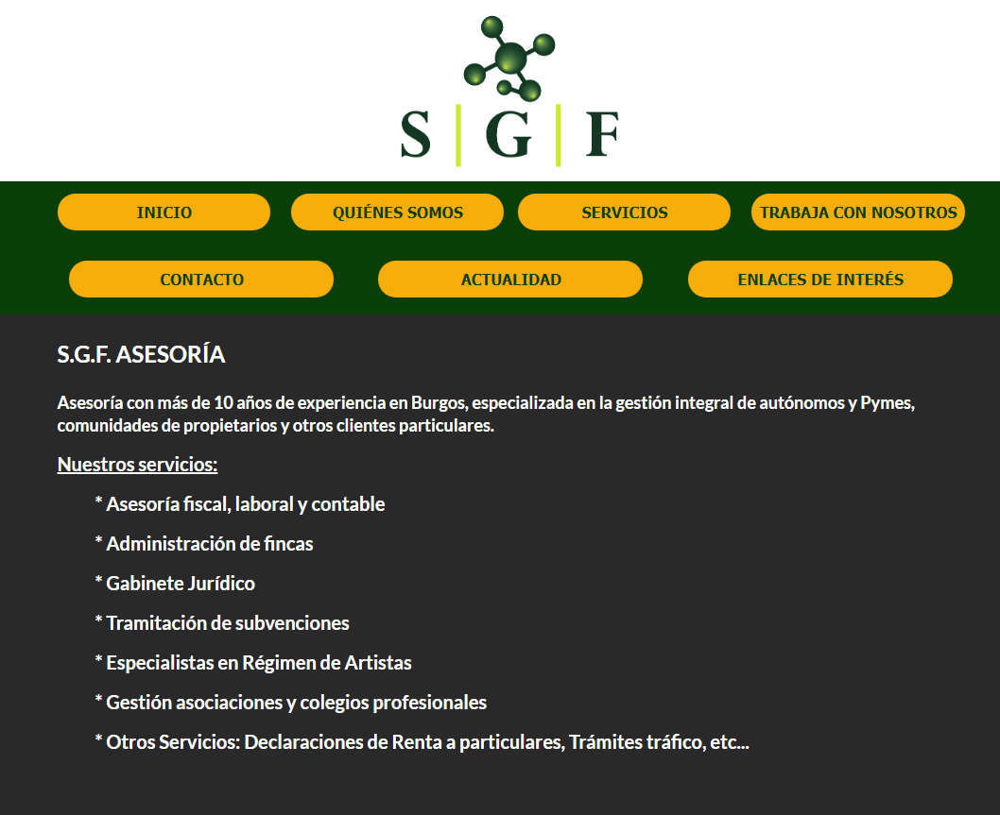 S | G | F
INICIO
QUIÉNES SOMOS
SERVICIOS
TRABAJA CON NOSOTROS
CONTACTO
ACTUALIDAD
ENLACES DE INTERÉS
S.G.F. ASESORÍA
Asesoría con más de 10 años de experiencia en Burgos, especializada en la gestión integral de autónomos y Pymes,
comunidades de propietarios y otros clientes particulares.
Nuestros servicios:
* Asesoría fiscal, laboral y contable
* Administración de fincas
* Gabinete Jurídico
* Tramitación de subvenciones
* Especialistas en Régimen de Artistas
* Gestión asociaciones y colegios profesionales
* Otros Servicios: Declaraciones de Renta a particulares, Trámites tráfico, etc...